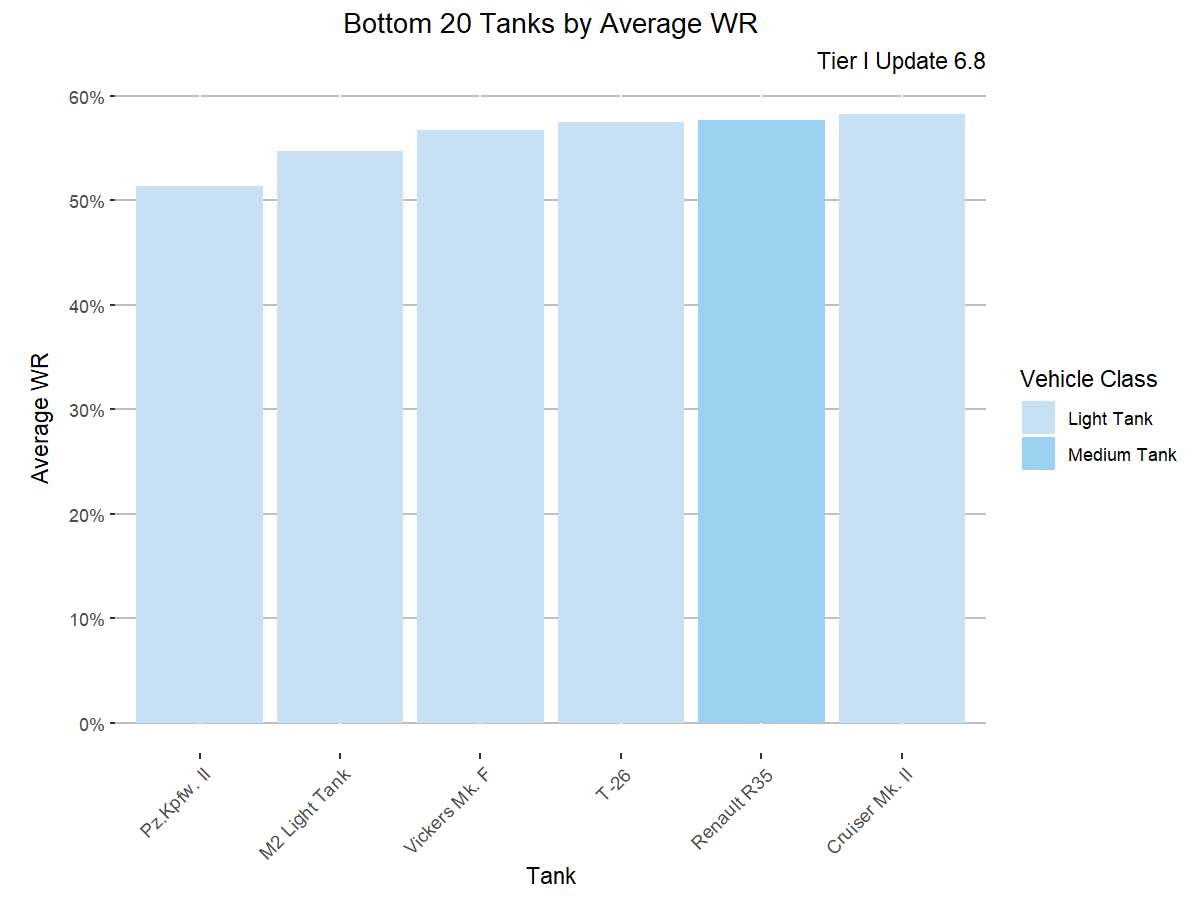 Bottom 20 Tanks by Average WR
Tier I Update 6.8
60%
50%
40%
30%
20%
10%
0%
Average WR
Pz.Kpfw. II
M2 Light Tank
Vickers Mk. F
T-26
Renault R35
Cruiser Mk. II
Tank
Vehicle Class
Light Tank
Medium Tank